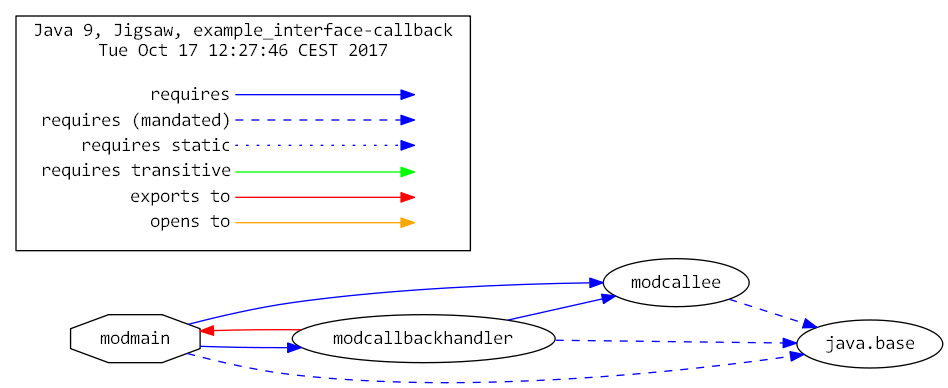 Java 9, Jigsaw, example_interface-callback
Tue Oct 17 12:27:46 CEST 2017
requires
requires (mandated)
requires static
requires transitive
exports to
opens to
modcallee
modmain
modcallbackhandler
java.base